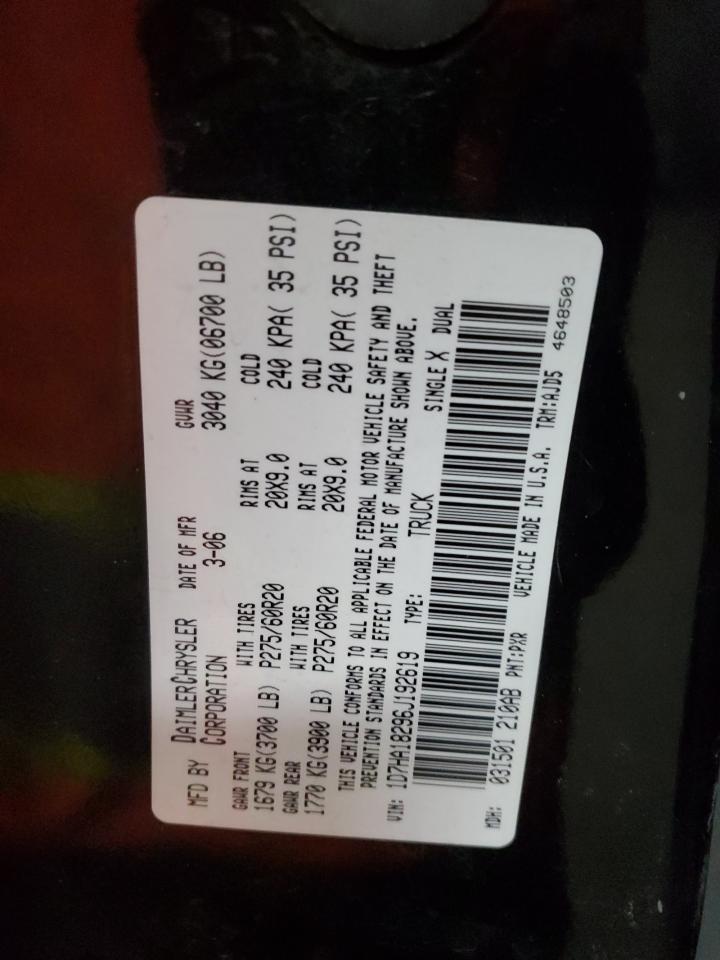 MFD BY DAIMLERCHRYSLER CORPORATION DATE OF MFR 3-06 GVWR 3040 KG(06700 LB)
GAWR FRONT WITH TIRES RIMS AT COLD
1679 KG(3700 LB) P275/60R20 20X9.0 240 KPA( 35 PSI)
GAWR REAR WITH TIRES RIMS AT COLD
1770 KG(3900 LB) P275/60R20 20X9.0 240 KPA( 35 PSI)
THIS VEHICLE CONFORMS TO ALL APPLICABLE FEDERAL MOTOR VEHICLE SAFETY AND THEFT
PREVENTION STANDARDS IN EFFECT ON THE DATE OF MANUFACTURE SHOWN ABOVE.
VIN: 1D7HA18296J192619 TYPE: TRUCK SINGLE X DUAL
MDH: 031501 210AB PNT:PXR VEHICLE MADE IN U.S.A. TRM:AJD5 4648503